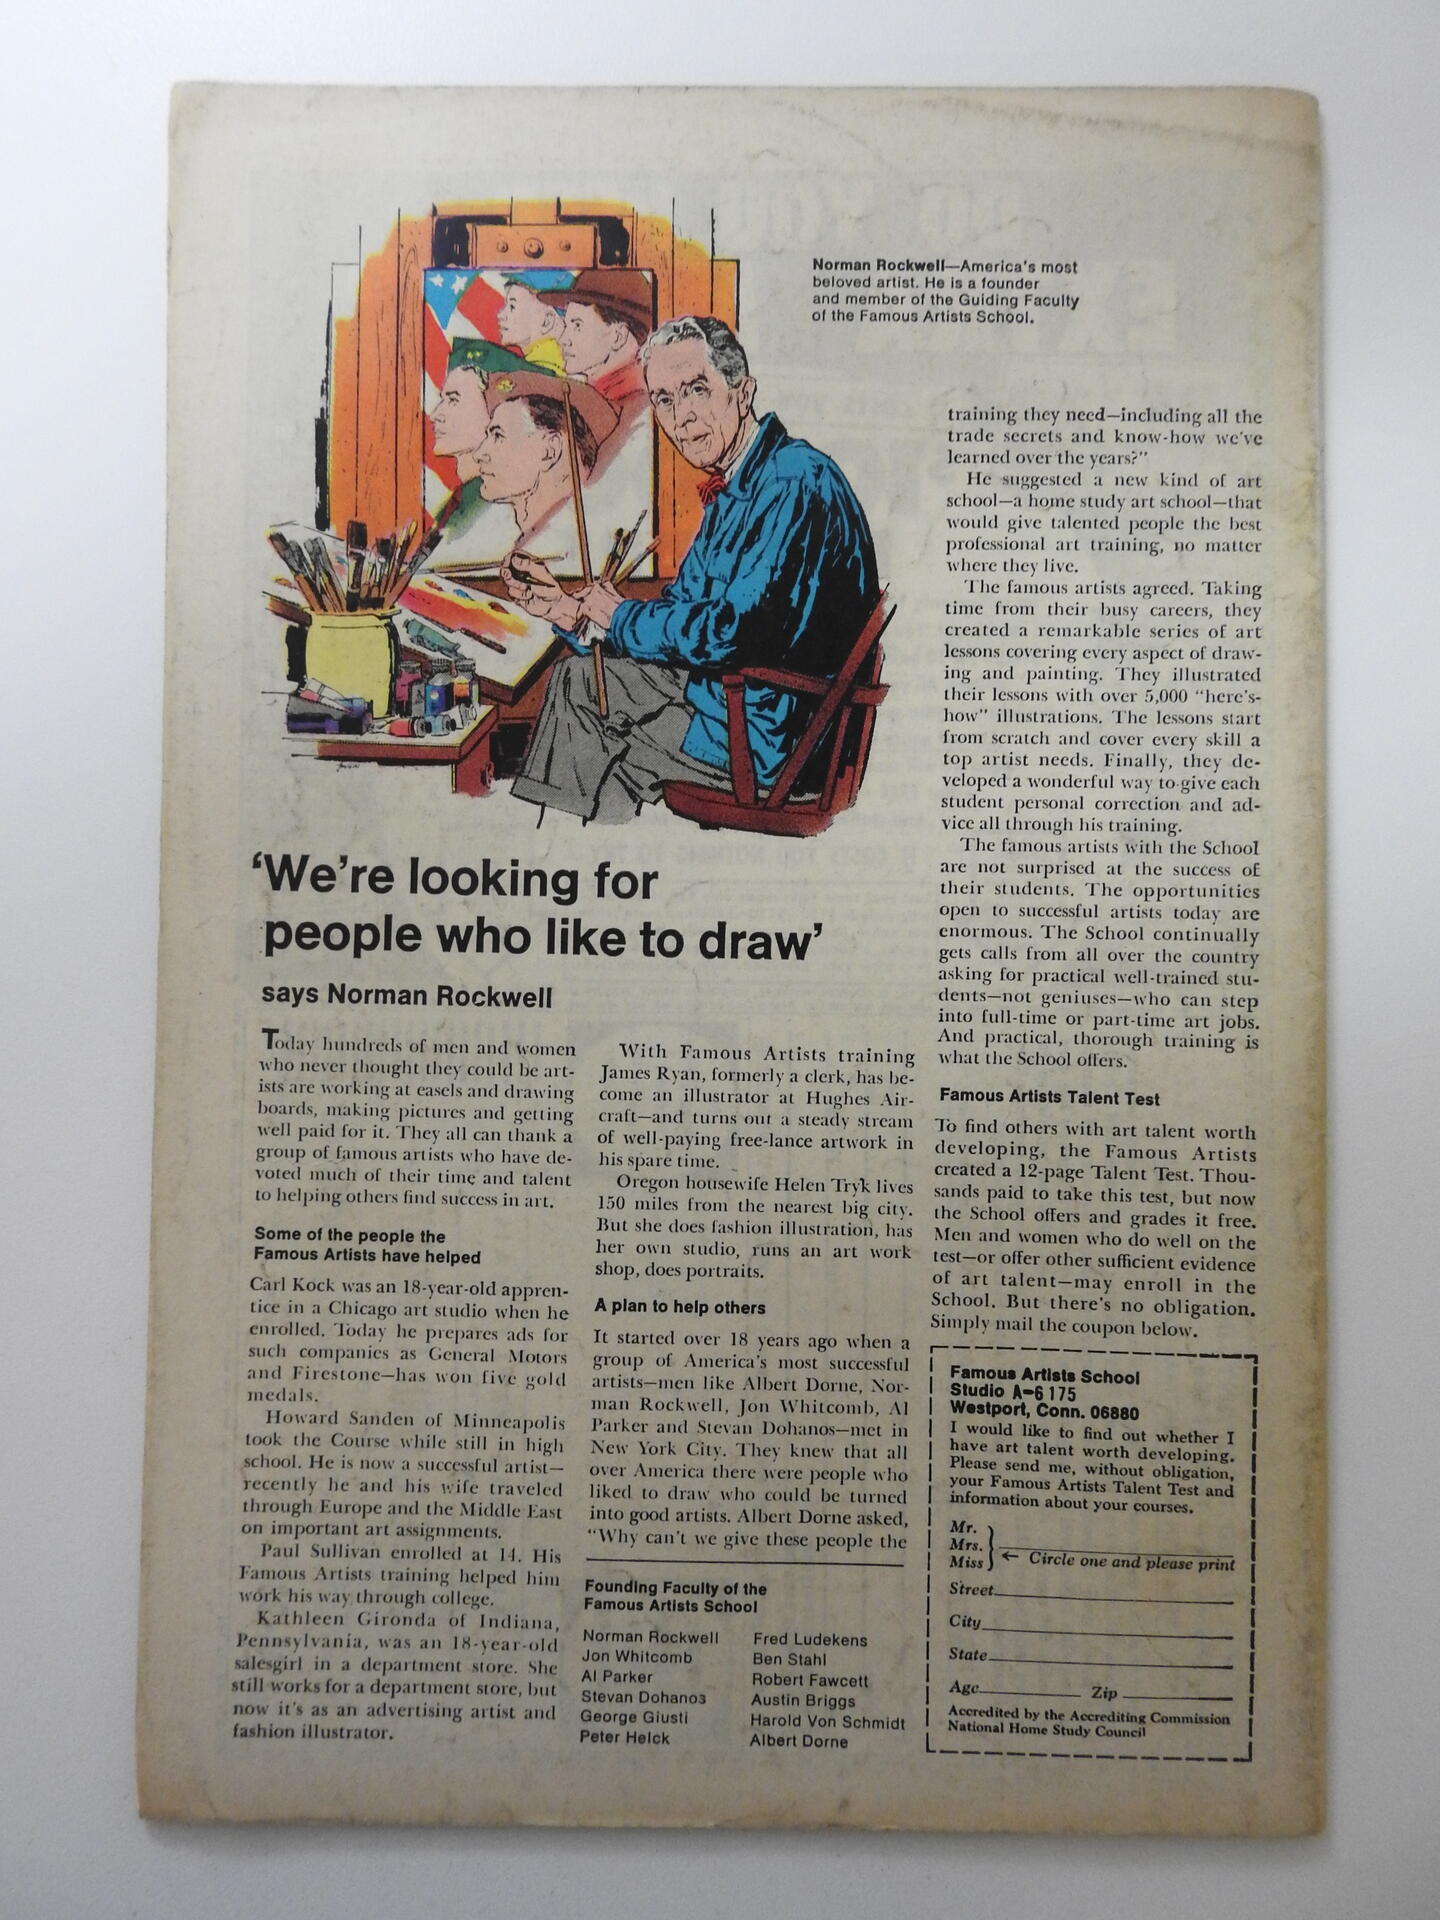 Norman Rockwell—America's most
beloved artist. He is a founder
and member of the Guiding Faculty
of the Famous Artists School.
'We're looking for
people who like to draw'
says Norman Rockwell
Today hundreds of men and women
who never thought they could be art-
ists are working at easels and drawing
boards, making pictures and getting
well paid for it. They all can thank a
group of famous artists who have de-
voted much of their time and talent
to helping others find success in art.
Some of the people the
Famous Artists have helped
Carl Kock was an 18-year-old appren-
tice in a Chicago art studio when he
enrolled. Today he prepares ads for
such companies as General Motors
and Firestone—has won five gold
medals.
Howard Sanden of Minneapolis
took the Course while still in high
school. He is now a successful artist—
recently he and his wife traveled
through Europe and the Middle East
on important art assignments.
Paul Sullivan enrolled at 14. His
Famous Artists training helped him
work his way through college.
Kathleen Gironda of Indiana,
Pennsylvania, was an 18-year-old
salesgirl in a department store. She
still works for a department store, but
now it's as an advertising artist and
fashion illustrator.
With Famous Artists training
James Ryan, formerly a clerk, has be-
come an illustrator at Hughes Air-
craft—and turns out a steady stream
of well-paying free-lance artwork in
his spare time.
Oregon housewife Helen Tryk lives
150 miles from the nearest big city.
But she does fashion illustration, has
her own studio, runs an art work
shop, does portraits.
A plan to help others
It started over 18 years ago when a
group of America's most successful
artists—men like Albert Dorne, Nor-
man Rockwell, Jon Whitcomb, Al
Parker and Stevan Dohanos—met in
New York City. They knew that all
over America there were people who
liked to draw who could be turned
into good artists. Albert Dorne asked,
"Why can't we give these people the
Founding Faculty of the
Famous Artists School
Norman Rockwell
Jon Whitcomb
Al Parker
Stevan Dohanos
George Giusti
Peter Helck
Fred Ludekens
Ben Stahl
Robert Fawcett
Austin Briggs
Harold Von Schmidt
Albert Dorne
training they need—including all the
trade secrets and know-how we've
learned over the years?"
He suggested a new kind of art
school—a home study art school—that
would give talented people the best
professional art training, no matter
where they live.
The famous artists agreed. Taking
time from their busy careers, they
created a remarkable series of art
lessons covering every aspect of draw-
ing and painting. They illustrated
their lessons with over 5,000 "here's-
how" illustrations. The lessons start
from scratch and cover every skill a
top artist needs. Finally, they de-
veloped a wonderful way to give each
student personal correction and ad-
vice all through his training.
The famous artists with the School
are not surprised at the success of
their students. The opportunities
open to successful artists today are
enormous. The School continually
gets calls from all over the country
asking for practical well-trained stu-
dents—not geniuses—who can step
into full-time or part-time art jobs.
And practical, thorough training is
what the School offers.
Famous Artists Talent Test
To find others with art talent worth
developing, the Famous Artists
created a 12-page Talent Test. Thou-
sands paid to take this test, but now
the School offers and grades it free.
Men and women who do well on the
test—or offer other sufficient evidence
of art talent—may enroll in the
School. But there's no obligation.
Simply mail the coupon below.
Famous Artists School
Studio A-6175
Westport, Conn. 06880
I would like to find out whether I
have art talent worth developing.
Please send me, without obligation,
your Famous Artists Talent Test and
information about your courses.
Mr.
Mrs.
Miss ← Circle one and please print
Street
City
State
Age Zip
Accredited by the Accrediting Commission
National Home Study Council